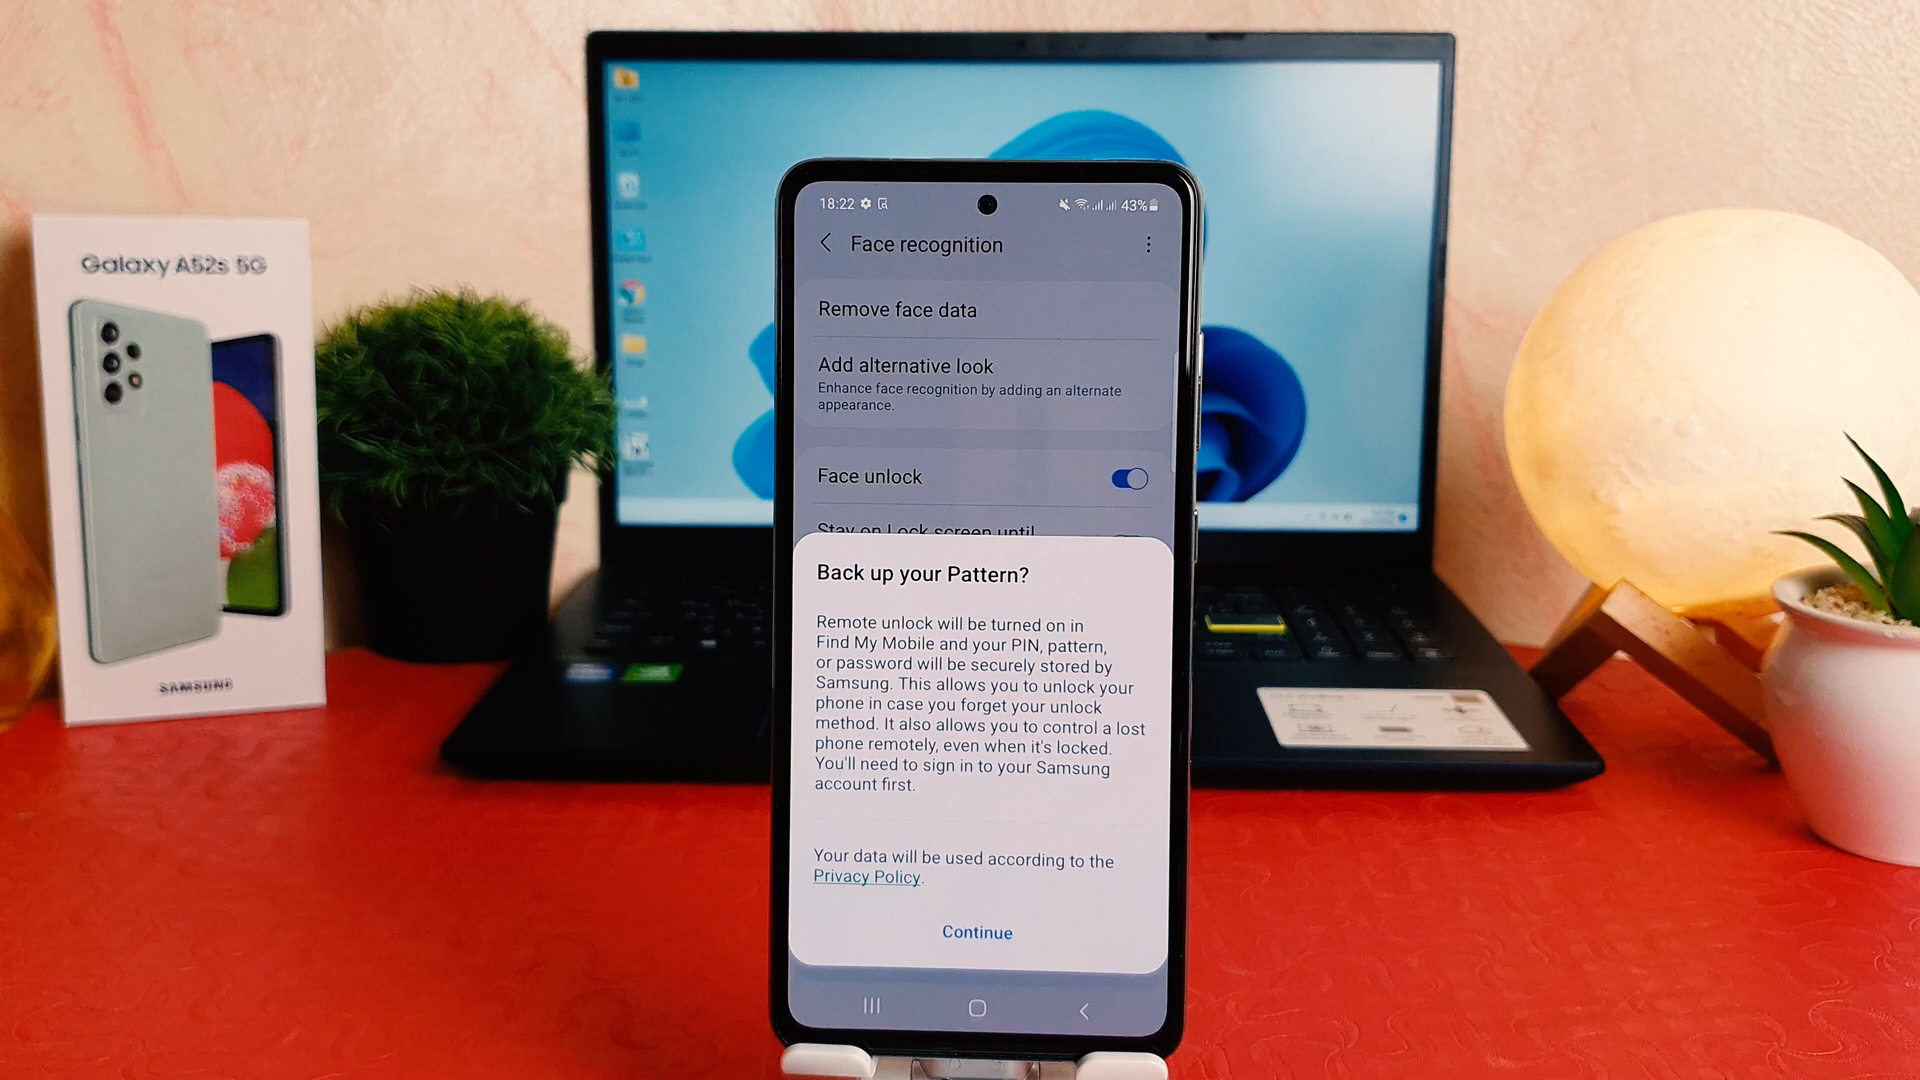 Galaxy A52s 5G
SAMSUNG
18:22
43%
Face recognition
Remove face data
Add alternative look
Enhance face recognition by adding an alternate
appearance.
Face unlock
Stay on Lock screen until
Back up your Pattern?
Remote unlock will be turned on in
Find My Mobile and your PIN, pattern,
or password will be securely stored by
Samsung. This allows you to unlock your
phone in case you forget your unlock
method. It also allows you to control a lost
phone remotely, even when it's locked.
You'll need to sign in to your Samsung
account first.
Your data will be used according to the
Privacy Policy.
Continue